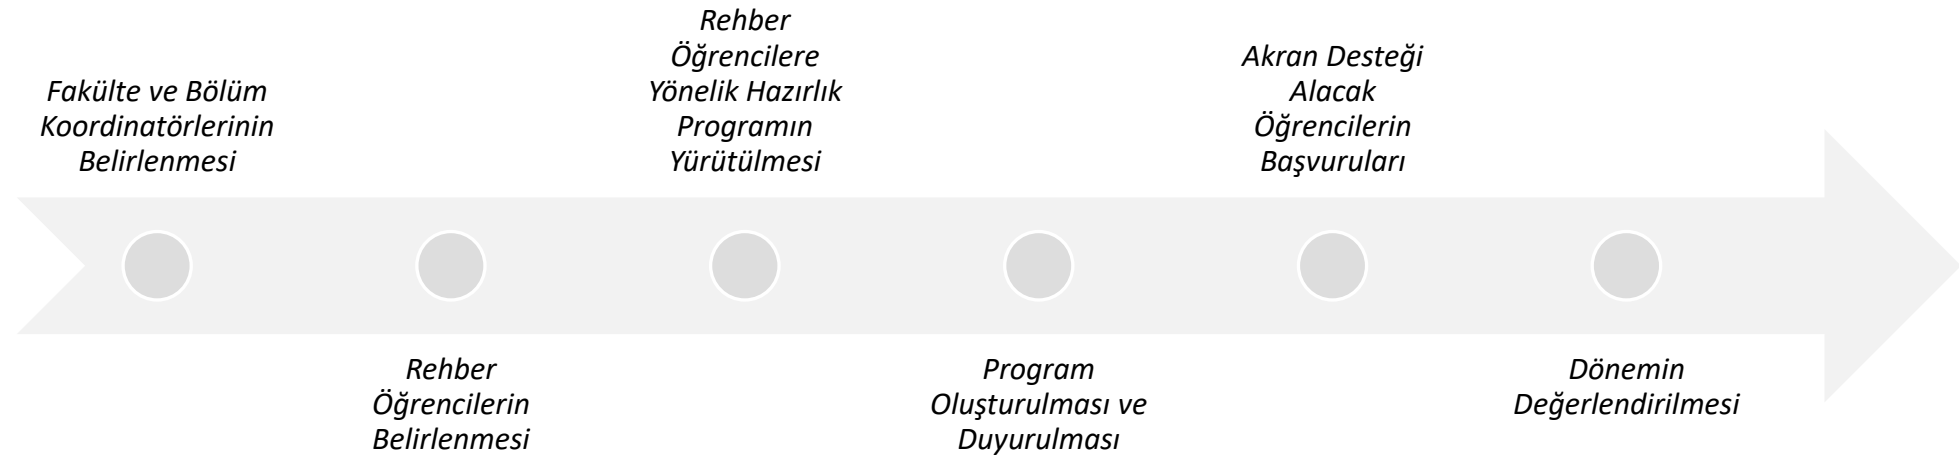 Fakülte ve Bölüm
Koordinatörlerinin
Belirlenmesi
Rehber
Öğrencilerin
Belirlenmesi
Rehber
Öğrencilere
Yönelik Hazırlık
Programın
Yürütülmesi
Program
Oluşturulması ve
Duyurulması
Akran Desteği
Alacak
Öğrencilerin
Başvuruları
Dönemin
Değerlendirilmesi